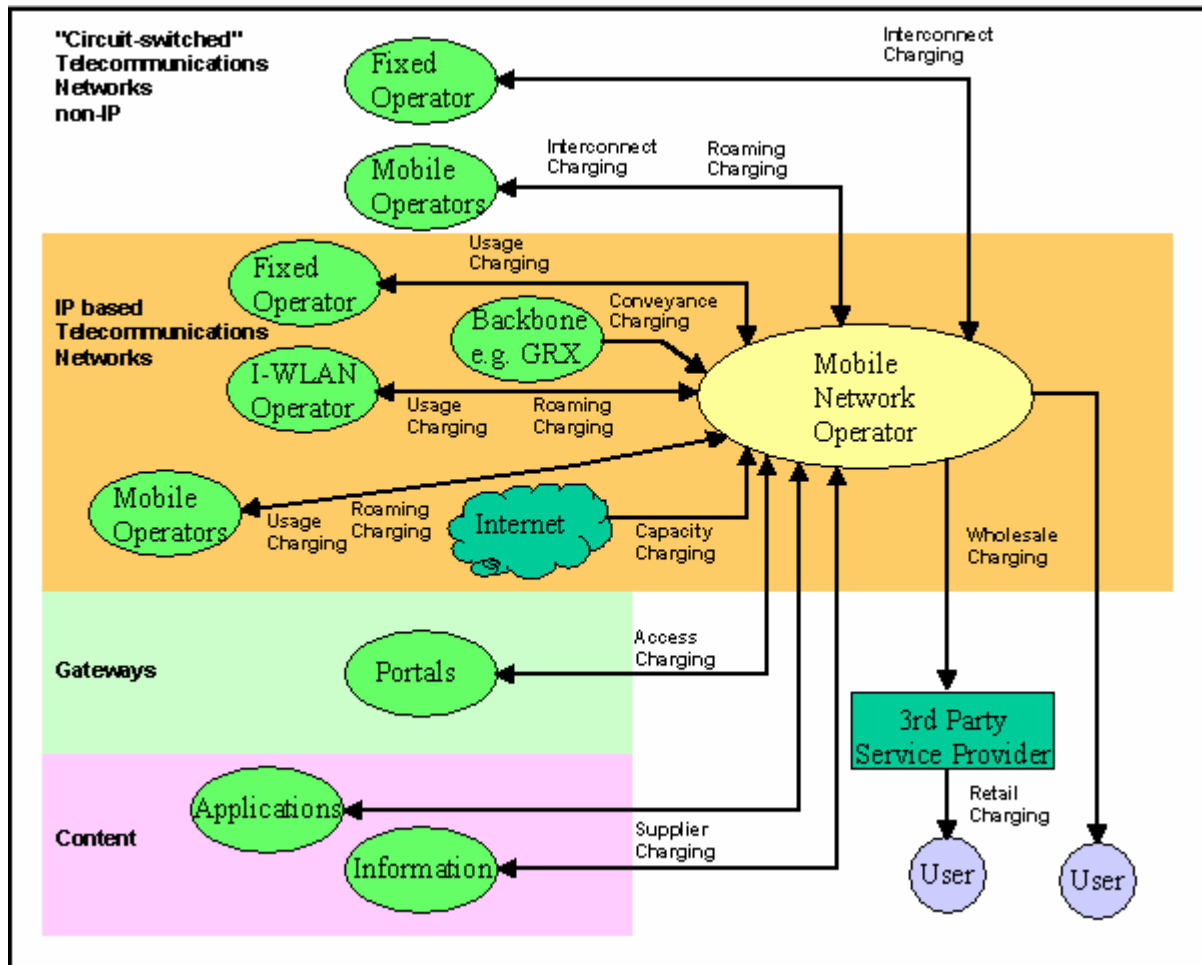 "Circuit-switched"
Telecommunications
Networks
non-IP
Fixed
Operator
Interconnect
Charging
Mobile
Operators
Interconnect
Charging
Roaming
Charging
IP based
Telecommunications
Networks
Fixed
Operator
Usage
Charging
Backbone
e.g. GRX
Conveyance
Charging
I-WLAN
Operator
Usage
Charging
Roaming
Charging
Mobile
Network
Operator
Mobile
Operators
Usage
Charging
Roaming
Charging
Internet
Capacity
Charging
Wholesale
Charging
Gateways
Portals
Access
Charging
3rd Party
Service Provider
Content
Applications
Information
Supplier
Charging
Retail
Charging
User
User